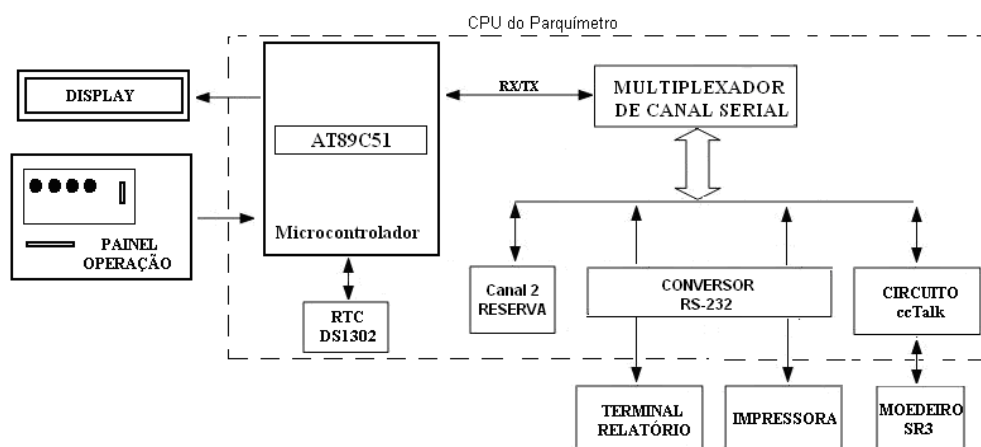 CPU do Parquímetro
DISPLAY
RX/TX
MULTIPLEXADOR
DE CANAL SERIAL
AT89C51
Microcontrolador
PAINEL
OPERAÇÃO
RTC
DS1302
Canal 2
RESERVA
CONVERSOR
RS-232
CIRCUITO
ccTalk
TERMINAL
RELATÓRIO
IMPRESSORA
MOEDEIRO
SR3